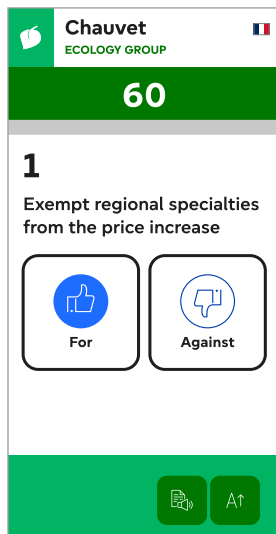 Chauvet
ECOLOGY GROUP
60
1
Exempt regional specialties
from the price increase
For
Against
A↑